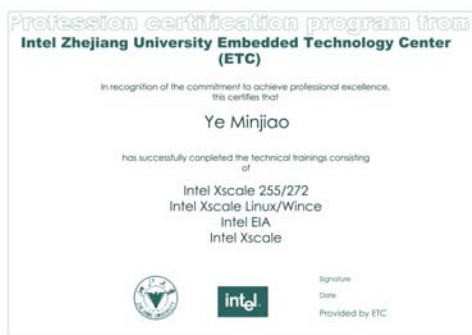 Profession certification program from
Intel Zhejiang University Embedded Technology Center
(ETC)
In recognition of the commitment to achieve professional excellence,
this certifies that
Ye Minjiao
has successfully conpleted the technical trainings consisting
of
Intel Xscale 255/272
Intel Xscale Linux/Wince
Intel EIA
Intel Xscale
intel
Signature
Date
Provided by ETC